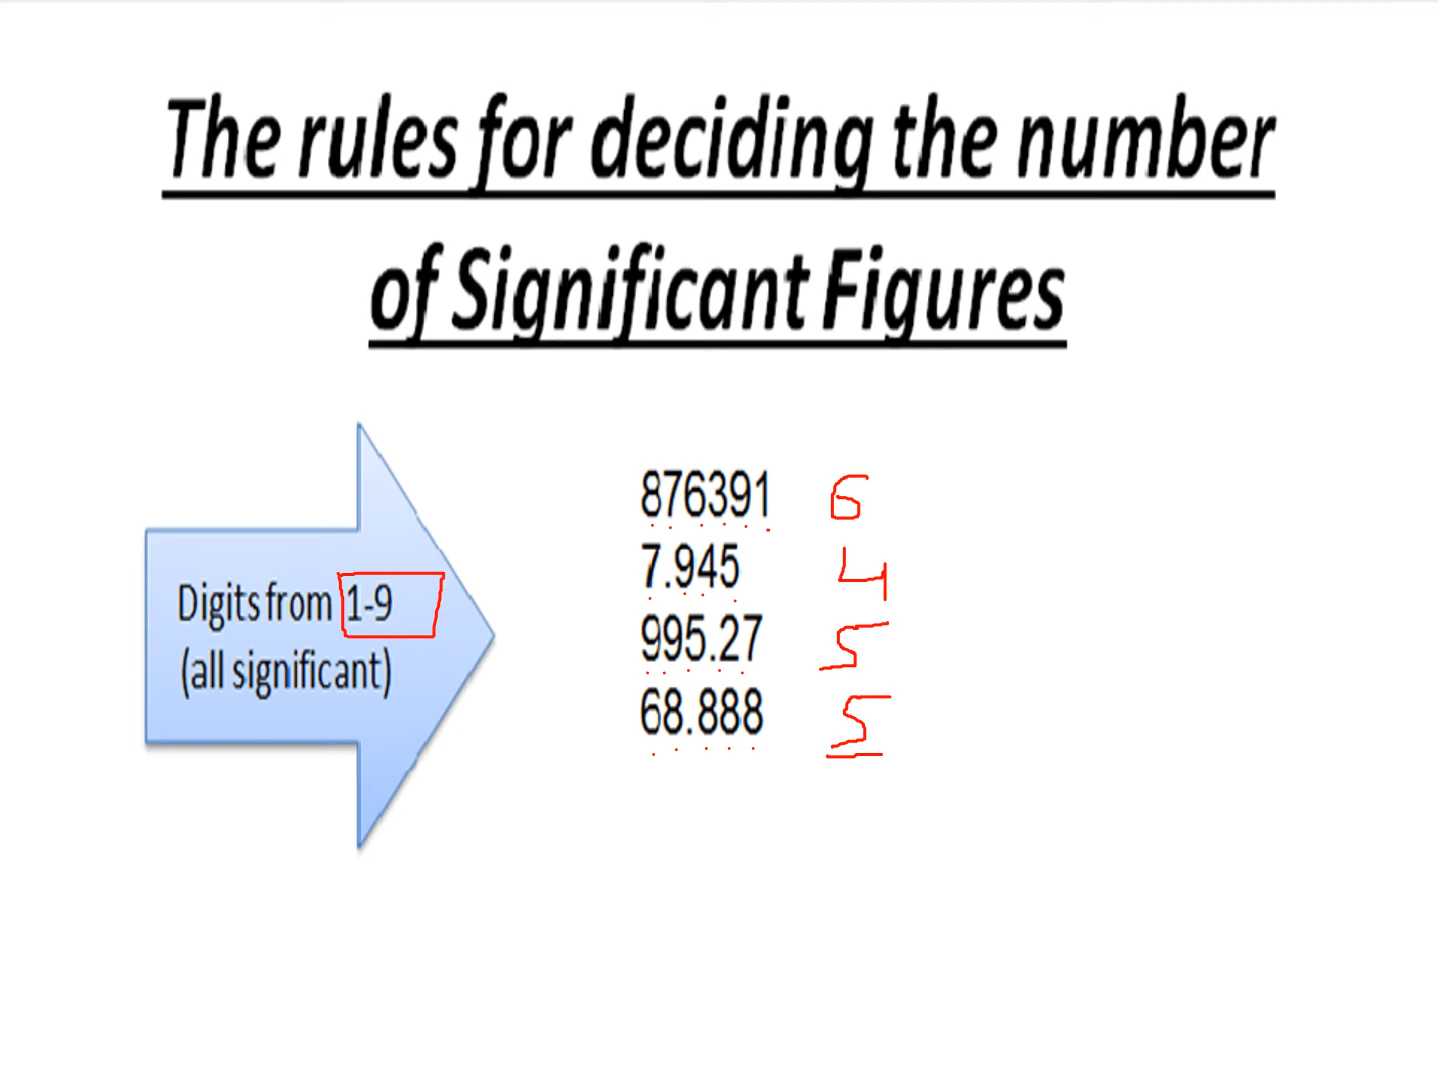 The rules for deciding the number
of Significant Figures
Digits from 1-9
(all significant)
876391 6
7.945 4
995.27 5
68.888 5